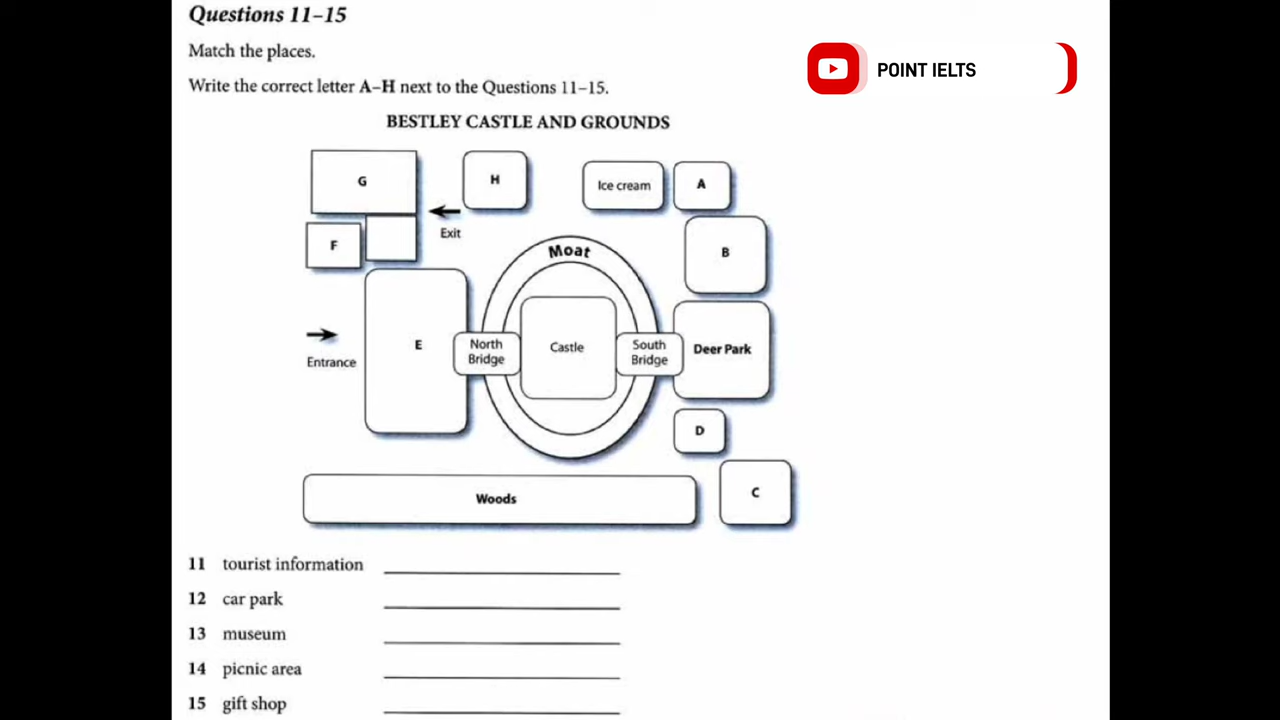 Questions 11–15
Match the places.
POINT IELTS
Write the correct letter A–H next to the Questions 11–15.
BESTLEY CASTLE AND GROUNDS
G
H
Ice cream
A
F
Exit
Moat
B
Entrance
E
North
Bridge
Castle
South
Bridge
Deer Park
D
Woods
C
11 tourist information
12 car park
13 museum
14 picnic area
15 gift shop